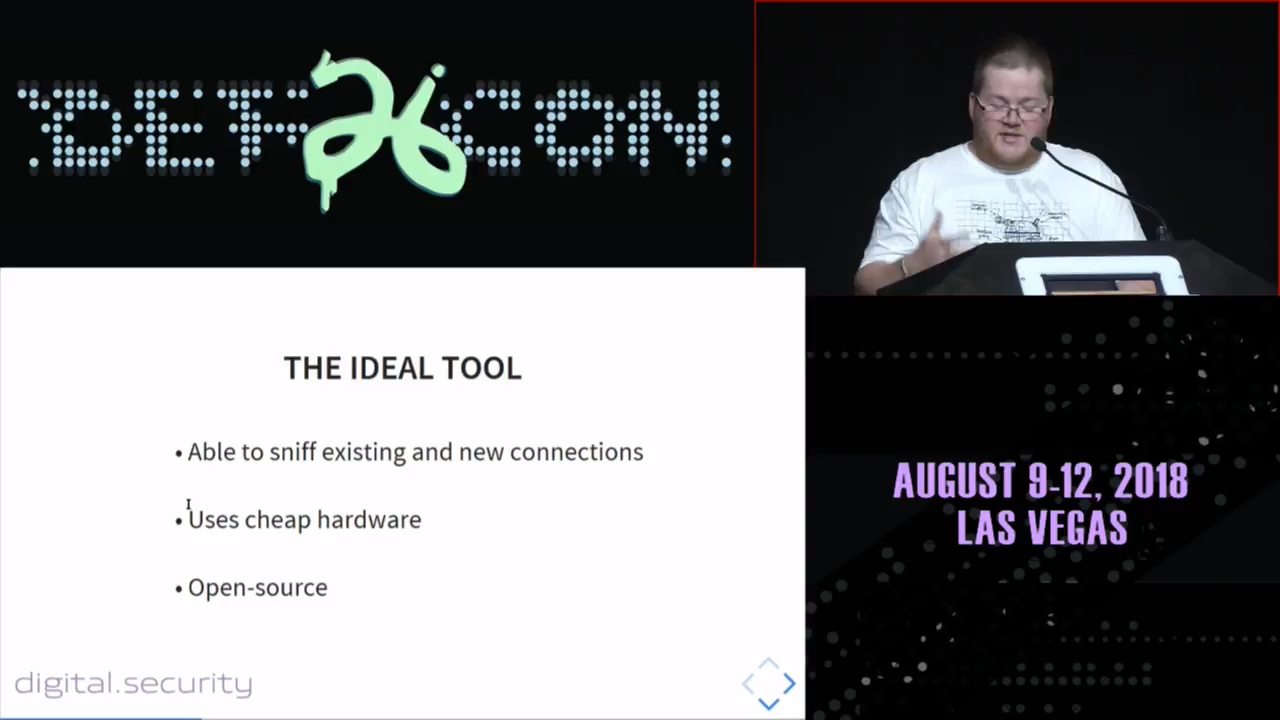 DEF 26 CON
THE IDEAL TOOL
• Able to sniff existing and new connections
• Uses cheap hardware
• Open-source
digital.security
AUGUST 9-12, 2018
LAS VEGAS